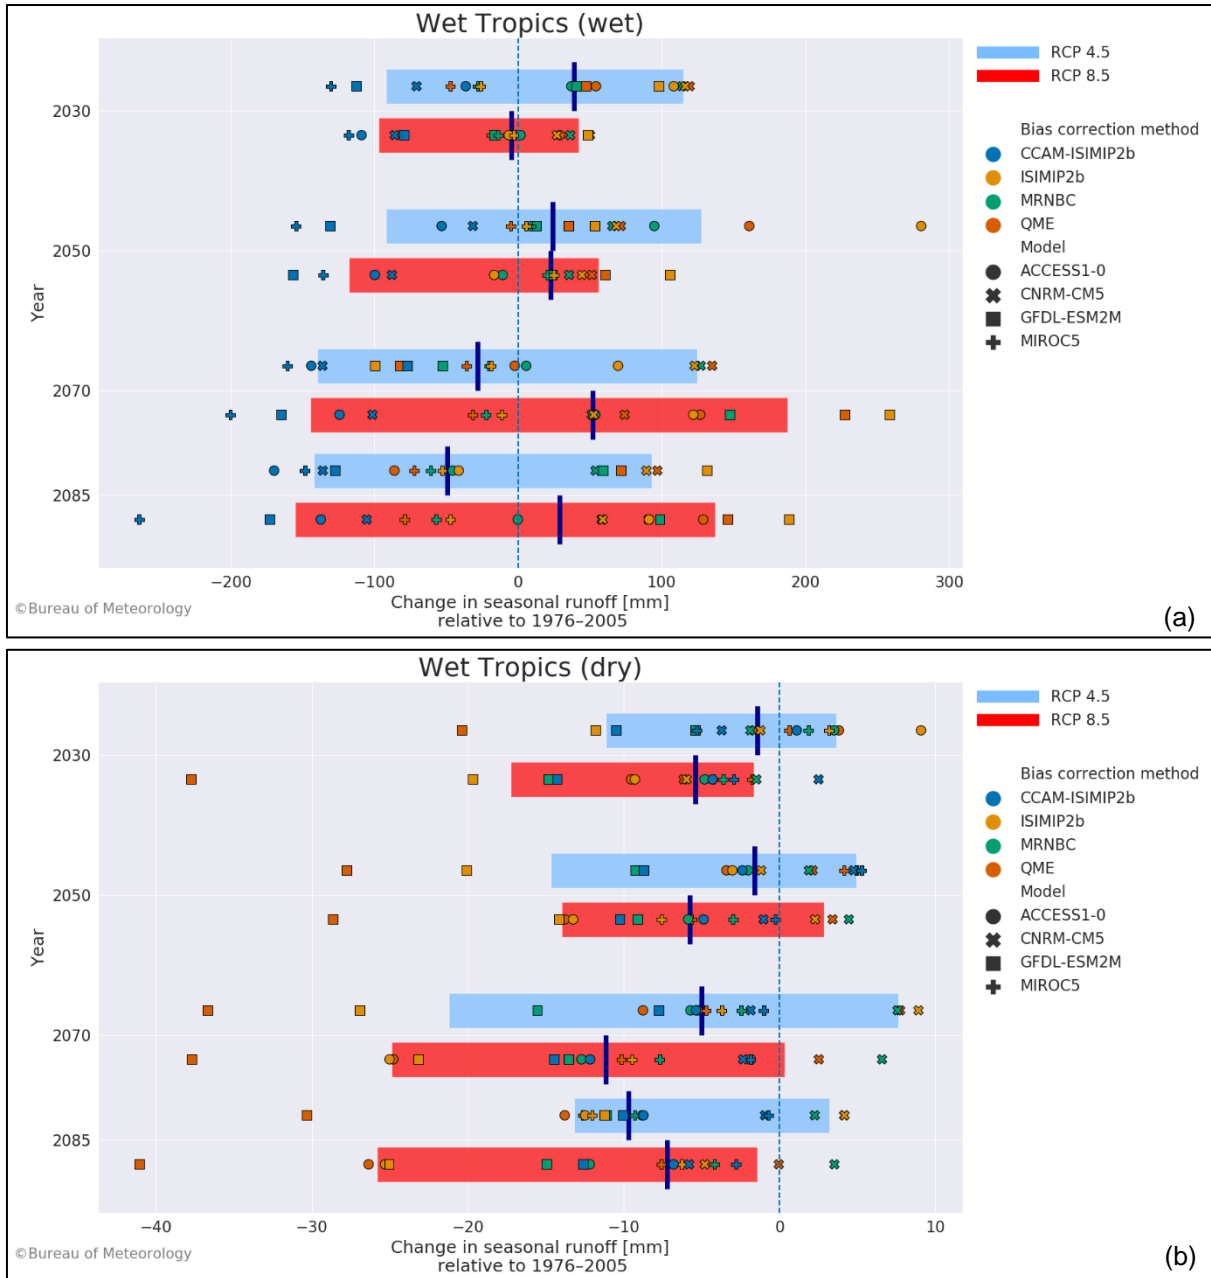 Wet Tropics (wet)
RCP 4.5
RCP 8.5
2030
Bias correction method
CCAM-ISIMIP2b
ISIMIP2b
MRNBC
QME
Model
ACCESS1-0
CNRM-CM5
GFDL-ESM2M
MIROC5
2050
Year
2070
2085
−200 −100 0 100 200 300
Change in seasonal runoff [mm]
relative to 1976–2005
©Bureau of Meteorology
(a)
Wet Tropics (dry)
RCP 4.5
RCP 8.5
2030
Bias correction method
CCAM-ISIMIP2b
ISIMIP2b
MRNBC
QME
Model
ACCESS1-0
CNRM-CM5
GFDL-ESM2M
MIROC5
2050
Year
2070
2085
−40 −30 −20 −10 0 10
Change in seasonal runoff [mm]
relative to 1976–2005
©Bureau of Meteorology
(b)